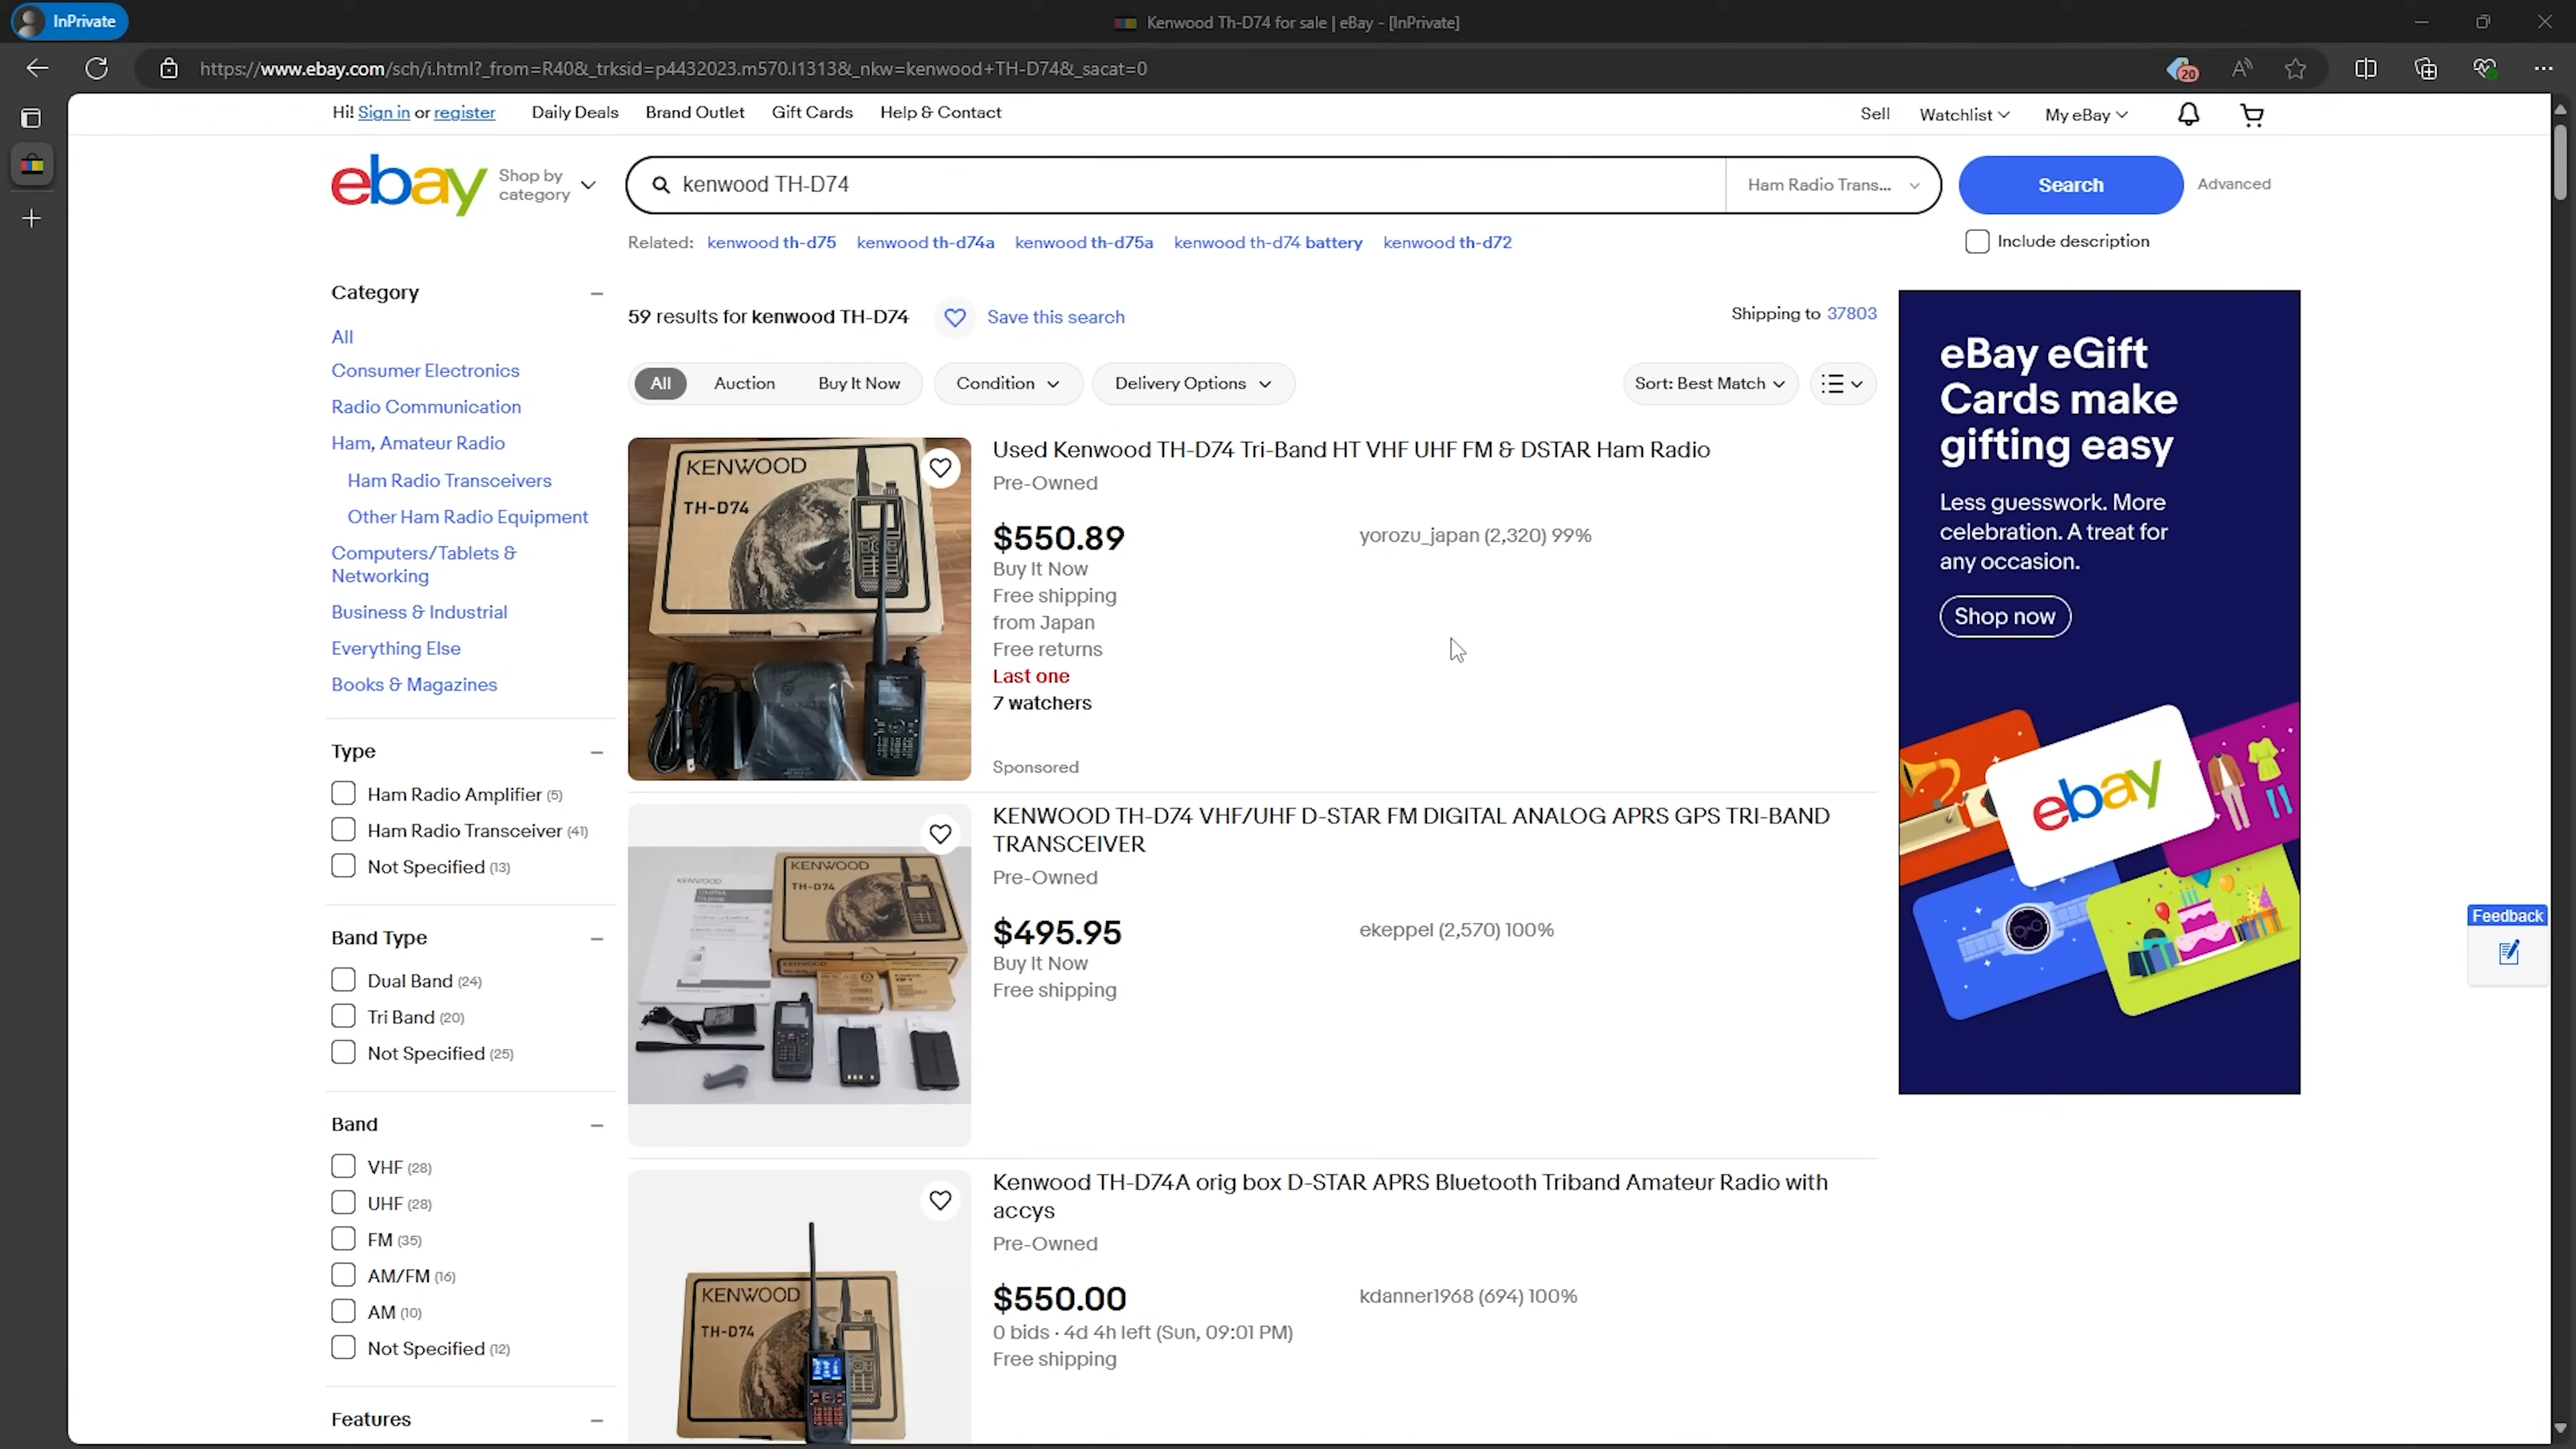 InPrivate
Kenwood Th-D74 for sale | eBay - [InPrivate]
https://www.ebay.com/sch/i.html?_from=R40&_trksid=p4432023.m570.l1313&_nkw=kenwood+TH-D74&_sacat=0
20
Hi! Sign in or register
Daily Deals
Brand Outlet
Gift Cards
Help & Contact
Sell
Watchlist
My eBay
ebay
Shop by
category
kenwood TH-D74
Ham Radio Trans...
Search
Advanced
Related: kenwood th-d75 kenwood th-d74a kenwood th-d75a kenwood th-d74 battery kenwood th-d72
Include description
Category
All
Consumer Electronics
Radio Communication
Ham, Amateur Radio
Ham Radio Transceivers
Other Ham Radio Equipment
Computers/Tablets &
Networking
Business & Industrial
Everything Else
Books & Magazines
Type
Ham Radio Amplifier (5)
Ham Radio Transceiver (41)
Not Specified (13)
Band Type
Dual Band (24)
Tri Band (20)
Not Specified (25)
Band
VHF (28)
UHF (28)
FM (35)
AM/FM (16)
AM (10)
Not Specified (12)
Features
59 results for kenwood TH-D74
Save this search
Shipping to 37803
All
Auction
Buy It Now
Condition
Delivery Options
Sort: Best Match
KENWOOD
TH-D74
Used Kenwood TH-D74 Tri-Band HT VHF UHF FM & DSTAR Ham Radio
Pre-Owned
$550.89
yorozu_japan (2,320) 99%
Buy It Now
Free shipping
from Japan
Free returns
Last one
7 watchers
Sponsored
KENWOOD
KENWOOD
TH-D74
KENWOOD TH-D74 VHF/UHF D-STAR FM DIGITAL ANALOG APRS GPS TRI-BAND
TRANSCEIVER
Pre-Owned
$495.95
ekeppel (2,570) 100%
Buy It Now
Free shipping
KENWOOD
TH-D74
Kenwood TH-D74A orig box D-STAR APRS Bluetooth Triband Amateur Radio with
accys
Pre-Owned
$550.00
kdanner1968 (694) 100%
0 bids · 4d 4h left (Sun, 09:01 PM)
Free shipping
eBay eGift
Cards make
gifting easy
Less guesswork. More
celebration. A treat for
any occasion.
Shop now
ebay
Feedback